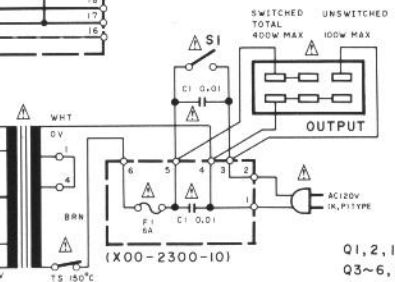 17
16
SWITCHED
TOTAL
400W MAX
UNSWITCHED
100W MAX
S1
C1 0.01
OUTPUT
WHT
0V
1
4
BRN
6
5
4
3
2
1
F1
6A
C1 0.01
AC120V
(K,P)TYPE
(X00-2300-10)
TS 150°C
Q1,2,1
Q3~6,